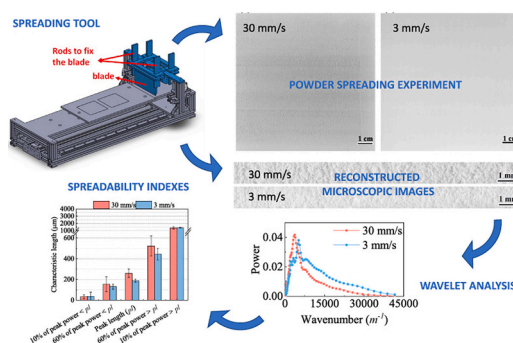 SPREADING TOOL
Rods to fix
the blade
blade
30 mm/s
3 mm/s
POWDER SPREADING EXPERIMENT
1 cm
1 cm
30 mm/s
RECONSTRUCTED
1 mm
3 mm/s
MICROSCOPIC IMAGES
1 mm
SPREADABILITY INDEXES
30 mm/s
3 mm/s
Characteristic length (μm)
4000
2000
600
400
200
0
10% of peak power < pl
60% of peak power < pl
Peak length (pl)
60% of peak power > pl
10% of peak power > pl
30 mm/s
3 mm/s
Power
0.04
0.02
0.00
0
15000
30000
45000
Wavenumber (m⁻¹)
WAVELET ANALYSIS